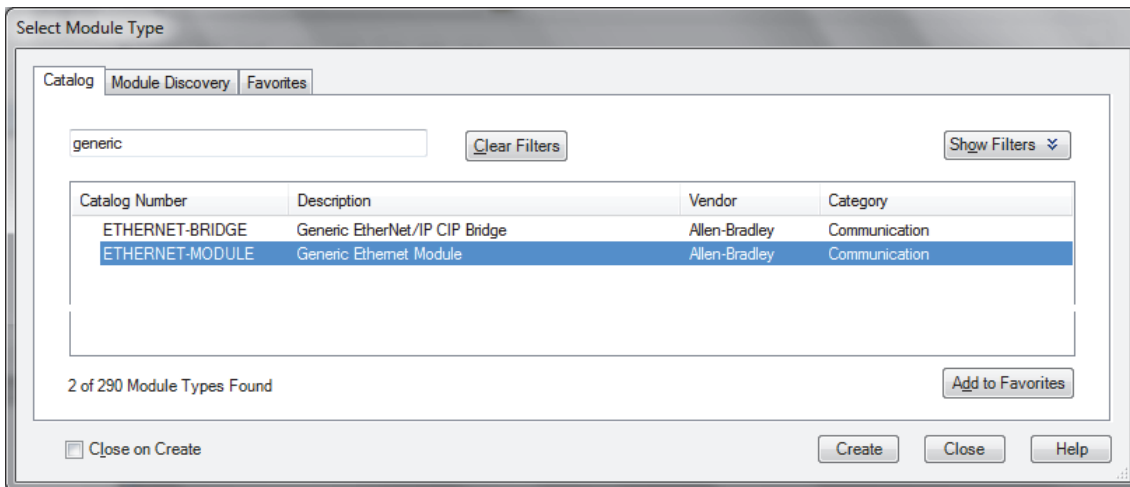 Select Module Type
Catalog Module Discovery Favorites
generic Clear Filters Show Filters
Catalog Number Description Vendor Category
ETHERNET-BRIDGE Generic EtherNet/IP CIP Bridge Allen-Bradley Communication
ETHERNET-MODULE Generic Ethernet Module Allen-Bradley Communication
2 of 290 Module Types Found Add to Favorites
Close on Create Create Close Help